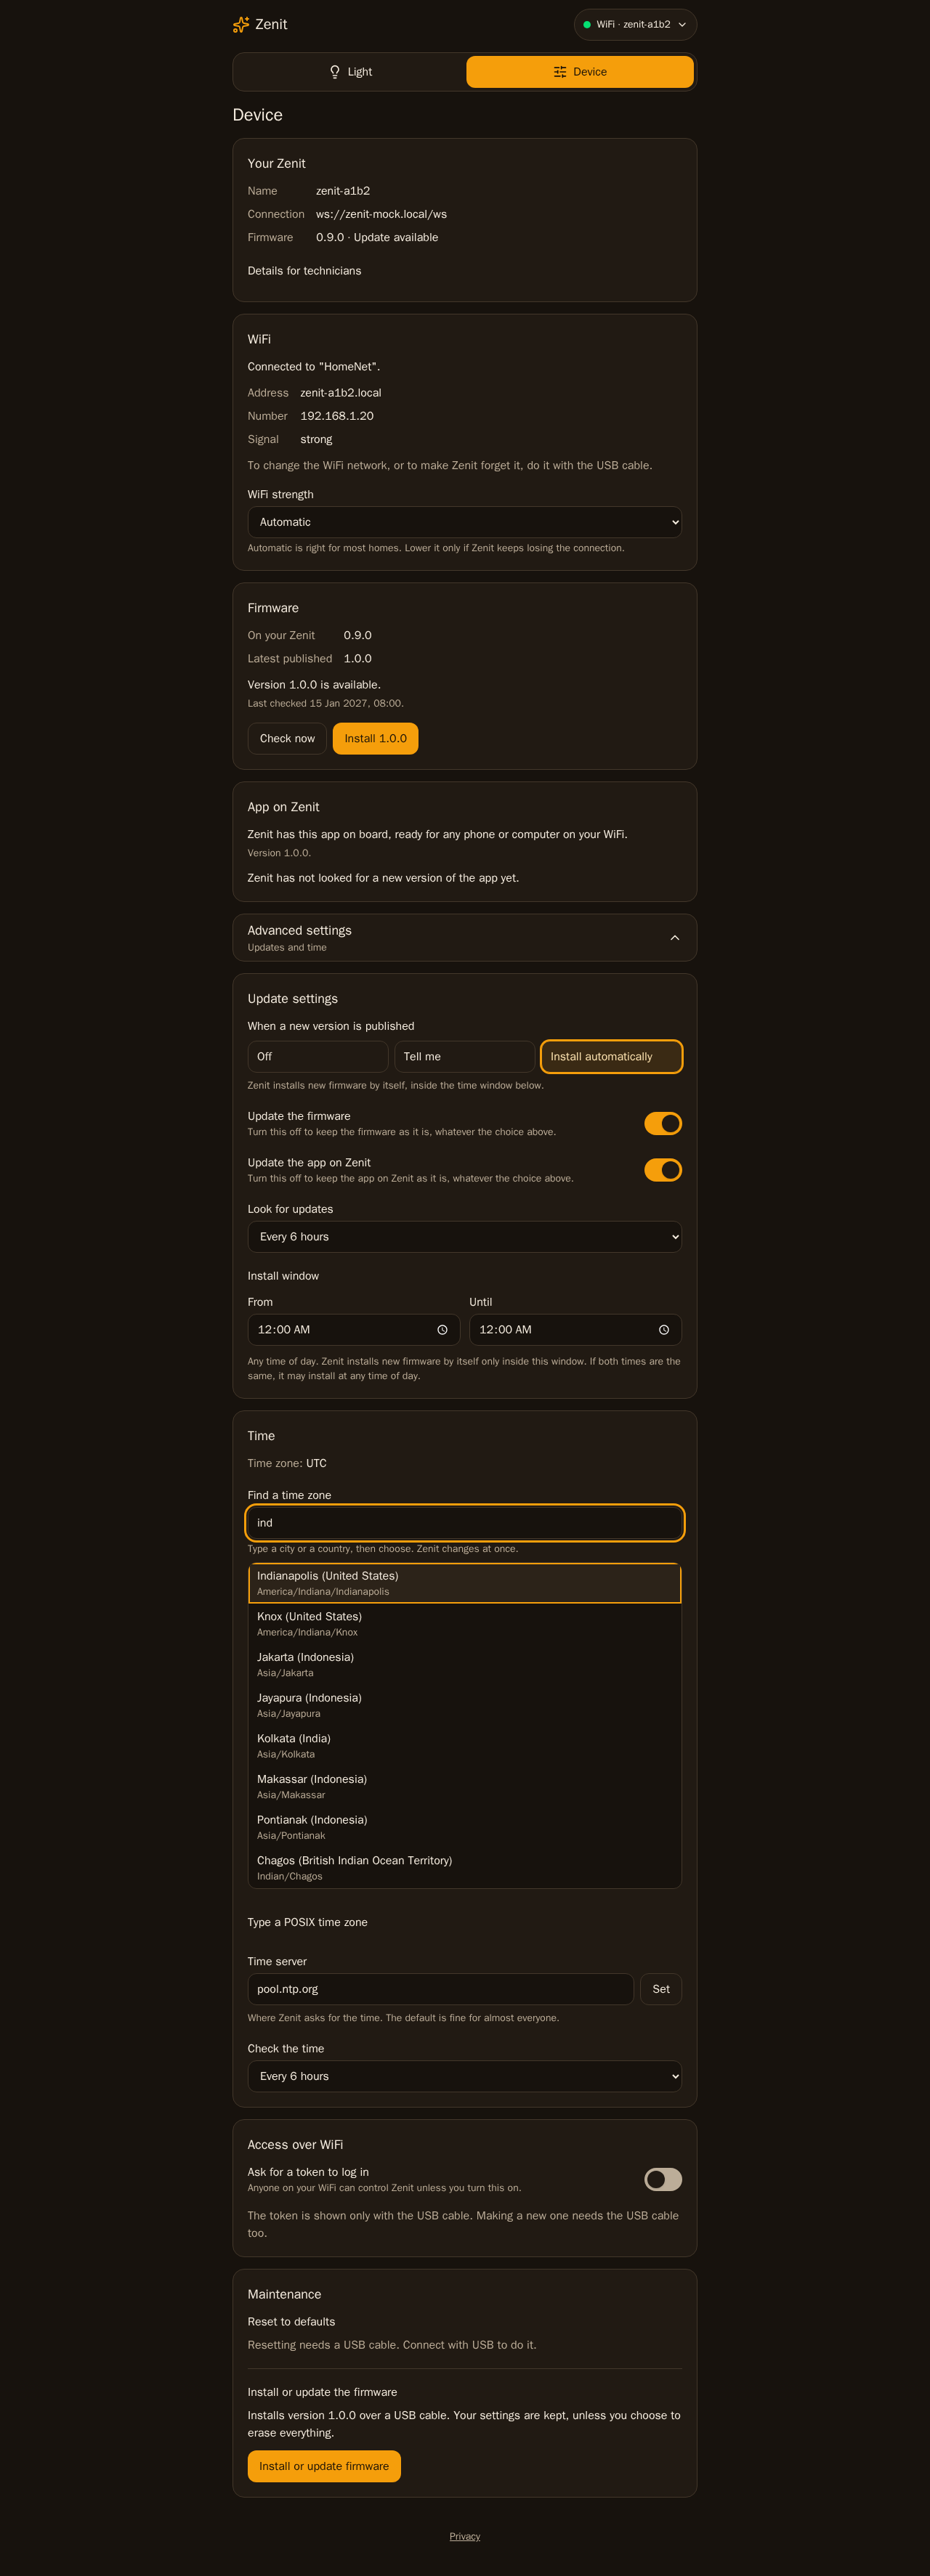 Zenit
WiFi · zenit-a1b2
Light
Device
Device
Your Zenit
Name zenit-a1b2
Connection ws://zenit-mock.local/ws
Firmware 0.9.0 · Update available
Details for technicians
WiFi
Connected to "HomeNet".
Address zenit-a1b2.local
Number 192.168.1.20
Signal strong
To change the WiFi network, or to make Zenit forget it, do it with the USB cable.
WiFi strength
Automatic
Automatic is right for most homes. Lower it only if Zenit keeps losing the connection.
Firmware
On your Zenit 0.9.0
Latest published 1.0.0
Version 1.0.0 is available.
Last checked 15 Jan 2027, 08:00.
Check now
Install 1.0.0
App on Zenit
Zenit has this app on board, ready for any phone or computer on your WiFi.
Version 1.0.0.
Zenit has not looked for a new version of the app yet.
Advanced settings
Updates and time
Update settings
When a new version is published
Off
Tell me
Install automatically
Zenit installs new firmware by itself, inside the time window below.
Update the firmware
Turn this off to keep the firmware as it is, whatever the choice above.
Update the app on Zenit
Turn this off to keep the app on Zenit as it is, whatever the choice above.
Look for updates
Every 6 hours
Install window
From
Until
12:00 AM
12:00 AM
Any time of day. Zenit installs new firmware by itself only inside this window. If both times are the
same, it may install at any time of day.
Time
Time zone: UTC
Find a time zone
ind
Type a city or a country, then choose. Zenit changes at once.
Indianapolis (United States)
America/Indiana/Indianapolis
Knox (United States)
America/Indiana/Knox
Jakarta (Indonesia)
Asia/Jakarta
Jayapura (Indonesia)
Asia/Jayapura
Kolkata (India)
Asia/Kolkata
Makassar (Indonesia)
Asia/Makassar
Pontianak (Indonesia)
Asia/Pontianak
Chagos (British Indian Ocean Territory)
Indian/Chagos
Type a POSIX time zone
Time server
pool.ntp.org
Set
Where Zenit asks for the time. The default is fine for almost everyone.
Check the time
Every 6 hours
Access over WiFi
Ask for a token to log in
Anyone on your WiFi can control Zenit unless you turn this on.
The token is shown only with the USB cable. Making a new one needs the USB cable
too.
Maintenance
Reset to defaults
Resetting needs a USB cable. Connect with USB to do it.
Install or update the firmware
Installs version 1.0.0 over a USB cable. Your settings are kept, unless you choose to
erase everything.
Install or update firmware
Privacy